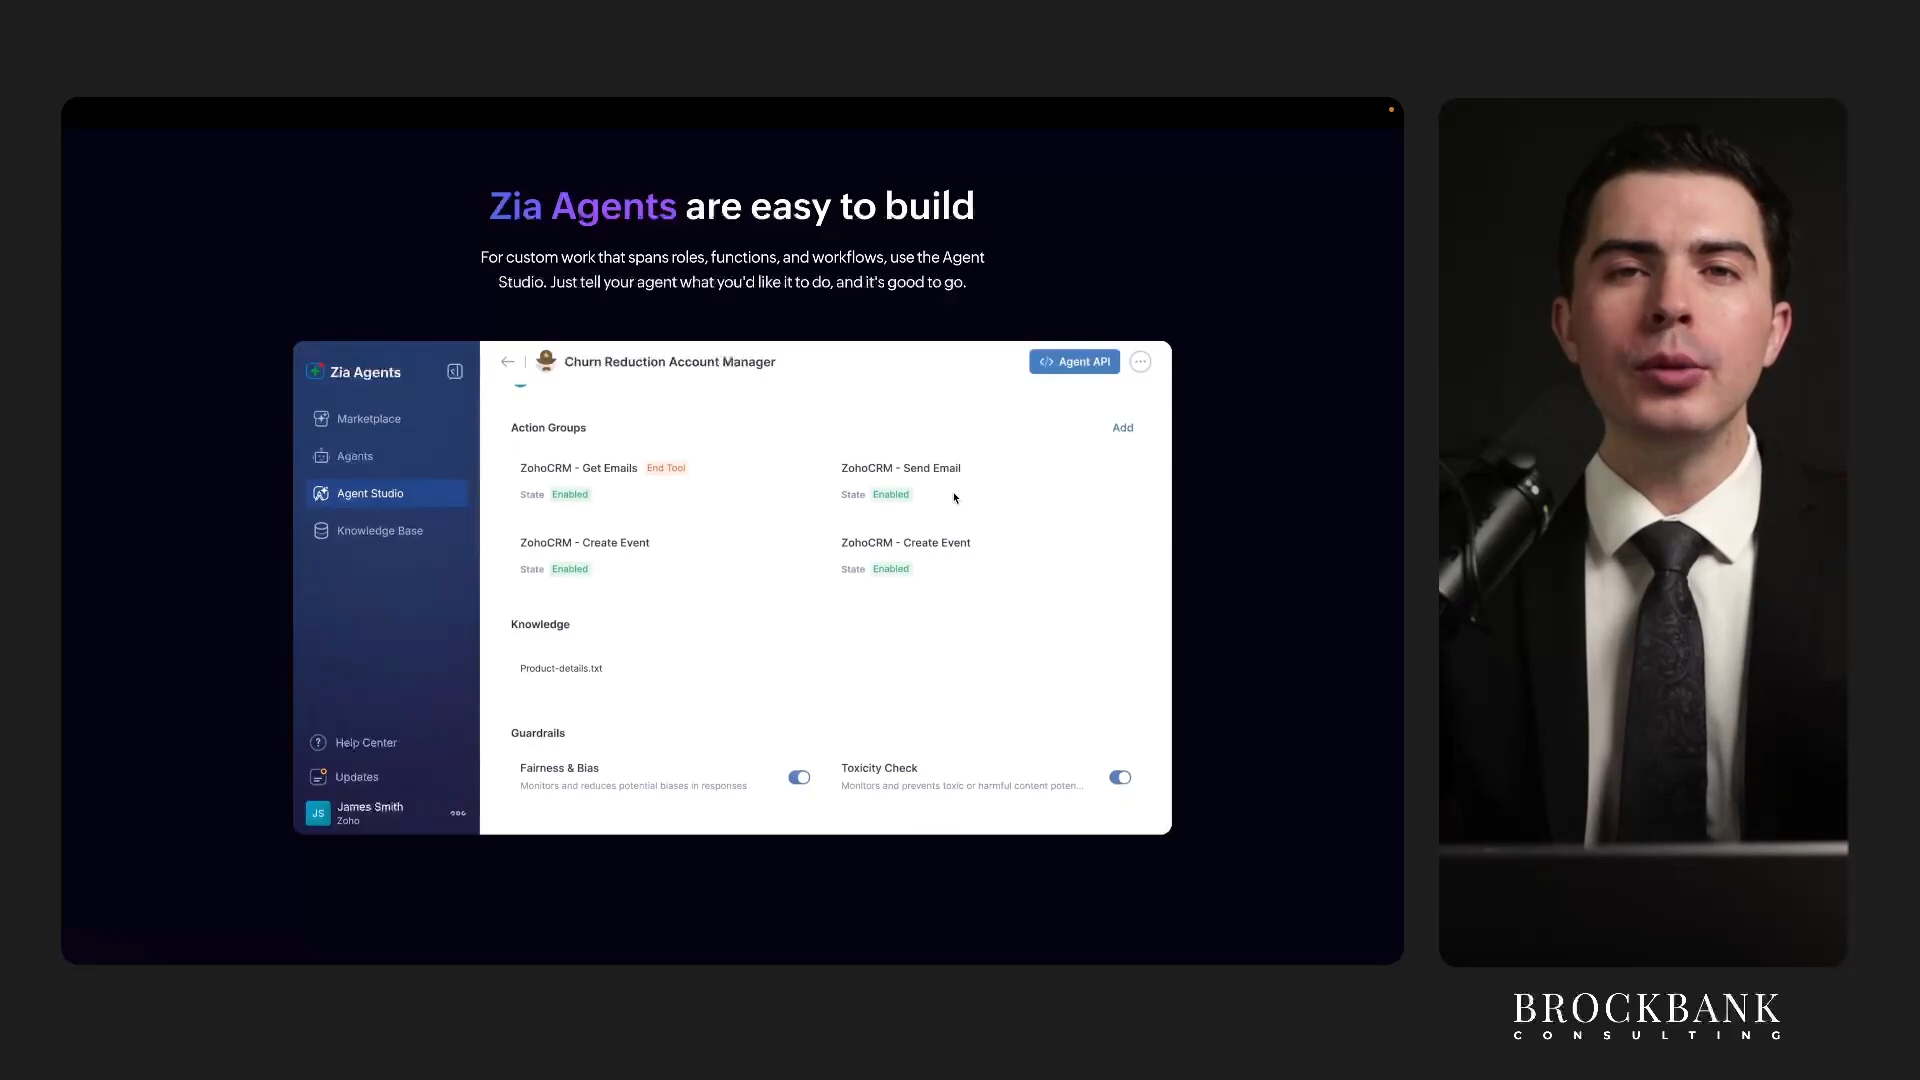 Zia Agents are easy to build
For custom work that spans roles, functions, and workflows, use the Agent
Studio. Just tell your agent what you'd like it to do, and it's good to go.
Zia Agents
Marketplace
Agents
Agent Studio
Knowledge Base
Help Center
Updates
JS
James Smith
Zoho
Churn Reduction Account Manager
</> Agent API
Action Groups
Add
ZohoCRM - Get Emails End Tool
State Enabled
ZohoCRM - Send Email
State Enabled
ZohoCRM - Create Event
State Enabled
ZohoCRM - Create Event
State Enabled
Knowledge
Product-details.txt
Guardrails
Fairness & Bias
Monitors and reduces potential biases in responses
Toxicity Check
Monitors and prevents toxic or harmful content poten...
BROCKBANK
CONSULTING